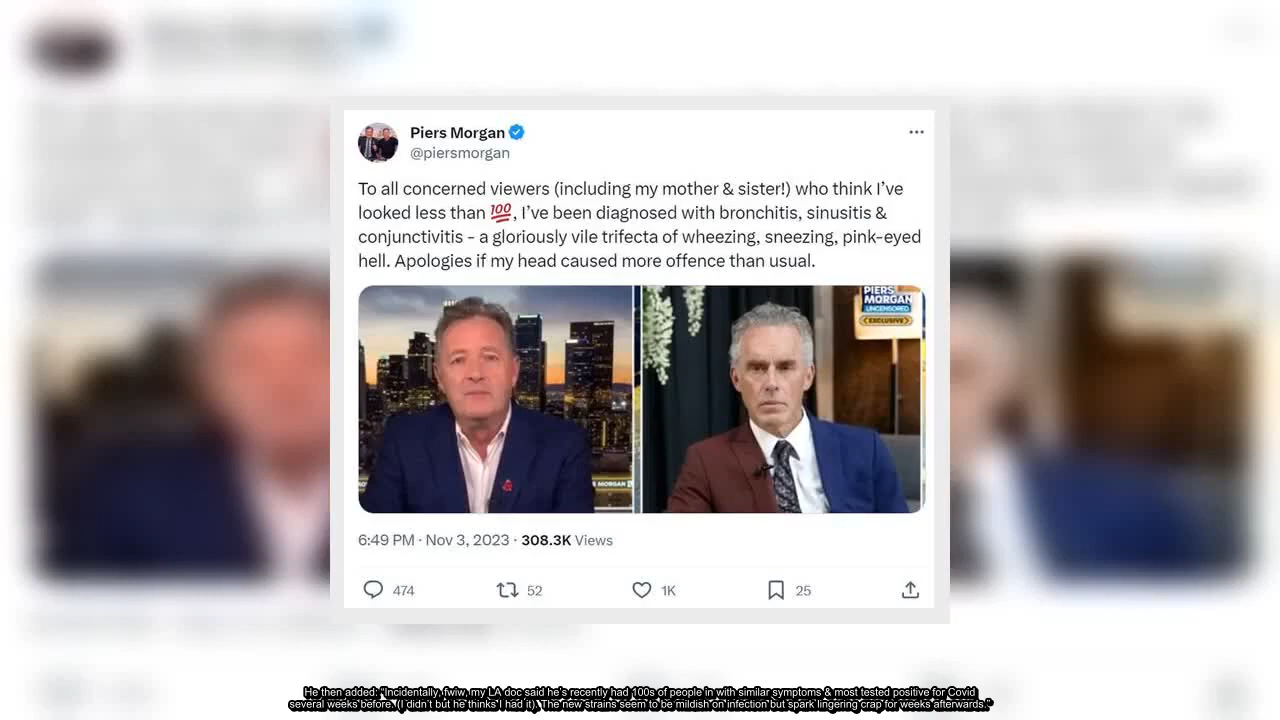 Piers Morgan
@piersmorgan
To all concerned viewers (including my mother & sister!) who think I've
looked less than 💯, I've been diagnosed with bronchitis, sinusitis &
conjunctivitis - a gloriously vile trifecta of wheezing, sneezing, pink-eyed
hell. Apologies if my head caused more offence than usual.
PIERS
MORGAN
UNCENSORED
EXCLUSIVE
S MORGAN
6:49 PM · Nov 3, 2023 · 308.3K Views
474 52 1K 25
He then added: "Incidentally, fwiw, my LA doc said he's recently had 100s of people in with similar symptoms & most tested positive for Covid
several weeks before. (I didn't but he thinks I had it). The new strains seem to be mildish on infection but spark lingering crap for weeks afterwards."